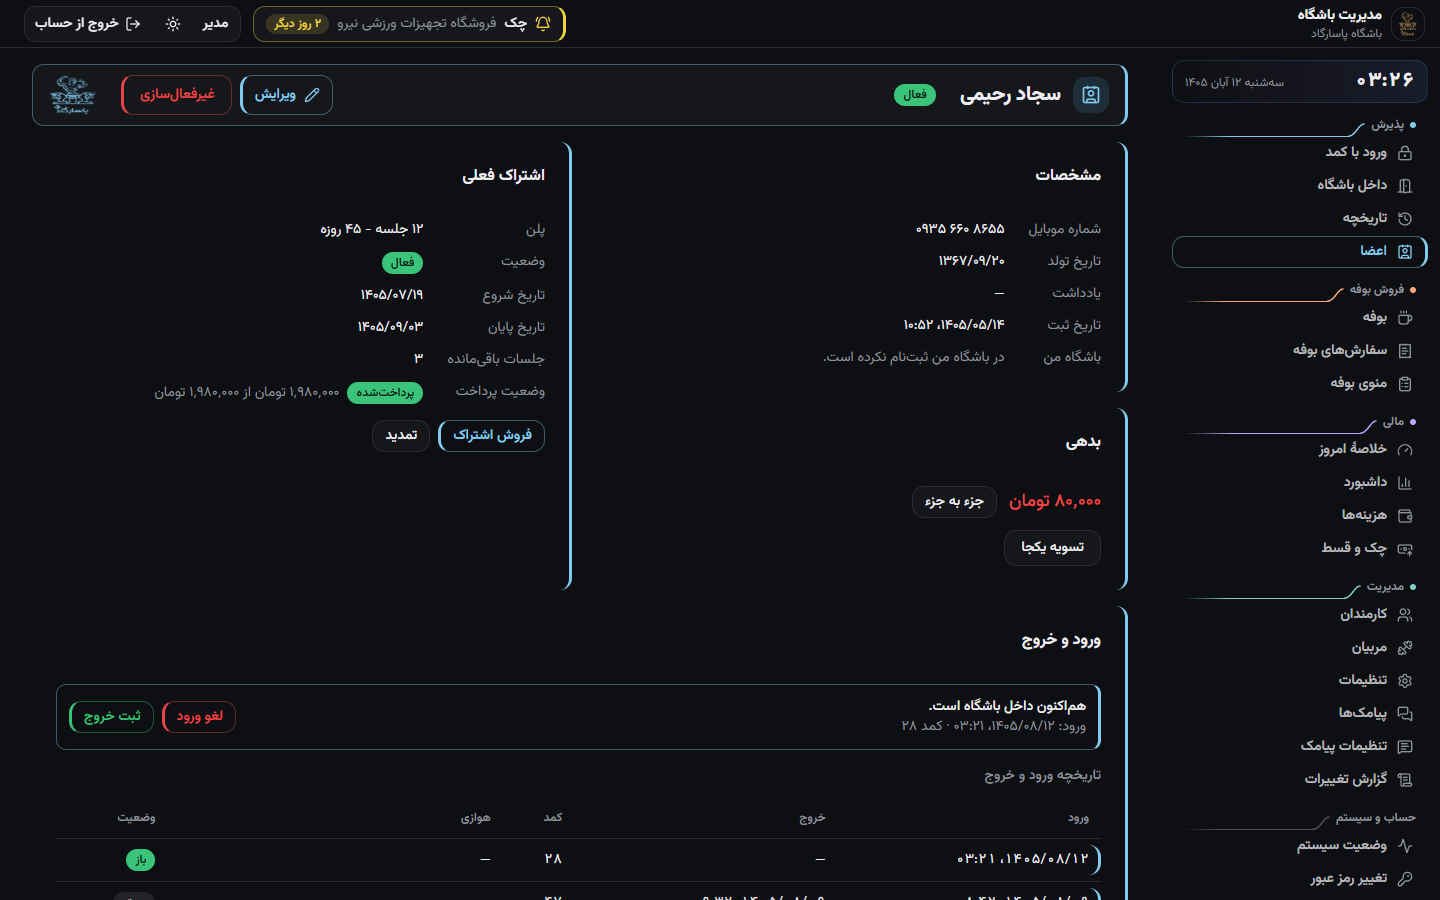 مدیریت باشگاه
باشگاه پاسارگاد
چک فروشگاه تجهیزات ورزشی نیرو ۲ روز دیگر
مدیر
خروج از حساب
۰۳:۲۶
سه‌شنبه ۱۲ آبان ۱۴۰۵
پذیرش
ورود با کمد
داخل باشگاه
تاریخچه
اعضا
فروش بوفه
بوفه
سفارش‌های بوفه
منوی بوفه
مالی
خلاصهٔ امروز
داشبورد
هزینه‌ها
چک و قسط
مدیریت
کارمندان
مربیان
تنظیمات
پیامک‌ها
تنظیمات پیامک
گزارش تغییرات
حساب و سیستم
وضعیت سیستم
تغییر رمز عبور
سجاد رحیمی
فعال
ویرایش
غیرفعال‌سازی
پاسارگاد
مشخصات
شماره موبایل ۰۹۳۵ ۶۶۰ ۸۶۵۵
تاریخ تولد ۱۳۶۷/۰۹/۲۰
یادداشت —
تاریخ ثبت ۱۴۰۵/۰۵/۱۴، ۱۰:۵۲
باشگاه من در باشگاه من ثبت‌نام نکرده است.
اشتراک فعلی
پلن ۱۲ جلسه - ۴۵ روزه
وضعیت فعال
تاریخ شروع ۱۴۰۵/۰۷/۱۹
تاریخ پایان ۱۴۰۵/۰۹/۰۳
جلسات باقی‌مانده ۳
وضعیت پرداخت پرداخت‌شده ۱,۹۸۰,۰۰۰ تومان از ۱,۹۸۰,۰۰۰ تومان
فروش اشتراک
تمدید
بدهی
۸۰,۰۰۰ تومان
جزء به جزء
تسویه یکجا
ورود و خروج
هم‌اکنون داخل باشگاه است.
ورود: ۱۴۰۵/۰۸/۱۲، ۰۳:۲۱ · کمد ۲۸
لغو ورود
ثبت خروج
تاریخچه ورود و خروج
ورود خروج کمد هوازی وضعیت
۱۴۰۵/۰۸/۱۲، ۰۳:۲۱ — ۲۸ — باز